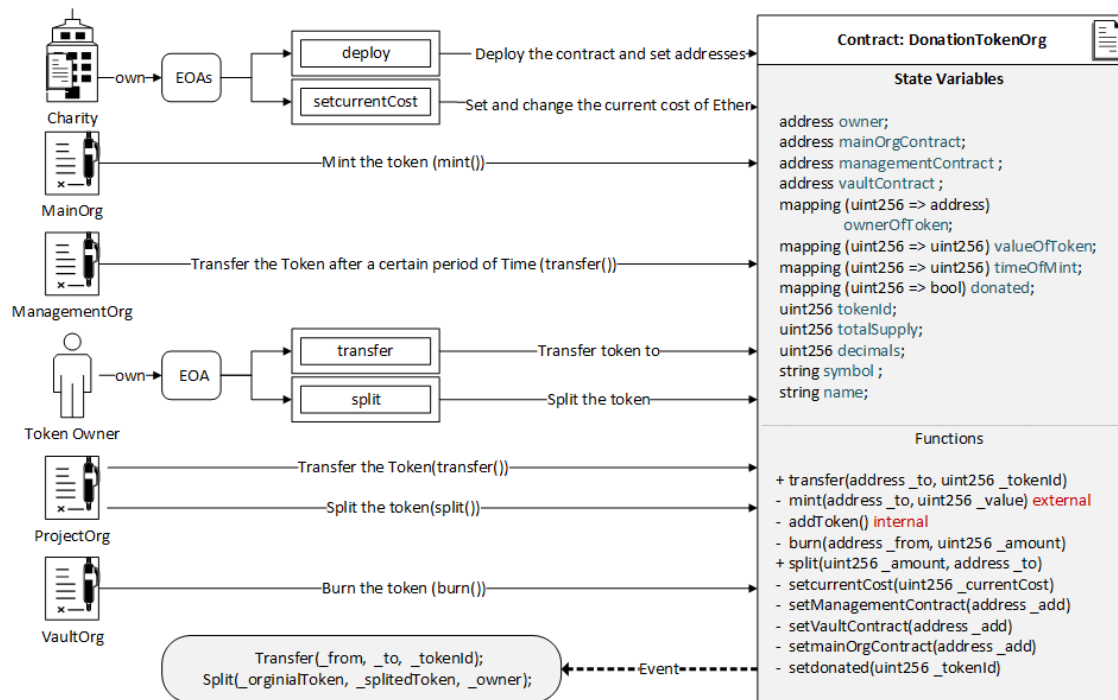 Charity
own
EOAs
deploy
setcurrentCost
Deploy the contract and set addresses
Set and change the current cost of Ether
MainOrg
Mint the token (mint())
ManagementOrg
Transfer the Token after a certain period of Time (transfer())
Token Owner
own
EOA
transfer
split
Transfer token to
Split the token
ProjectOrg
Transfer the Token(transfer())
Split the token(split())
VaultOrg
Burn the token (burn())
Transfer(_from, _to, _tokenId);
Split(_orginialToken, _splitedToken, _owner);
Event
Contract: DonationTokenOrg
State Variables
address owner;
address mainOrgContract;
address managementContract ;
address vaultContract ;
mapping (uint256 => address)
ownerOfToken;
mapping (uint256 => uint256) valueOfToken;
mapping (uint256 => uint256) timeOfMint;
mapping (uint256 => bool) donated;
uint256 tokenId;
uint256 totalSupply;
uint256 decimals;
string symbol ;
string name;
Functions
+ transfer(address _to, uint256 _tokenId)
- mint(address _to, uint256 _value) external
- addToken() internal
- burn(address _from, uint256 _amount)
+ split(uint256 _amount, address _to)
- setcurrentCost(uint256 _currentCost)
- setManagementContract(address _add)
- setVaultContract(address _add)
- setmainOrgContract(address _add)
- setdonated(uint256 _tokenId)